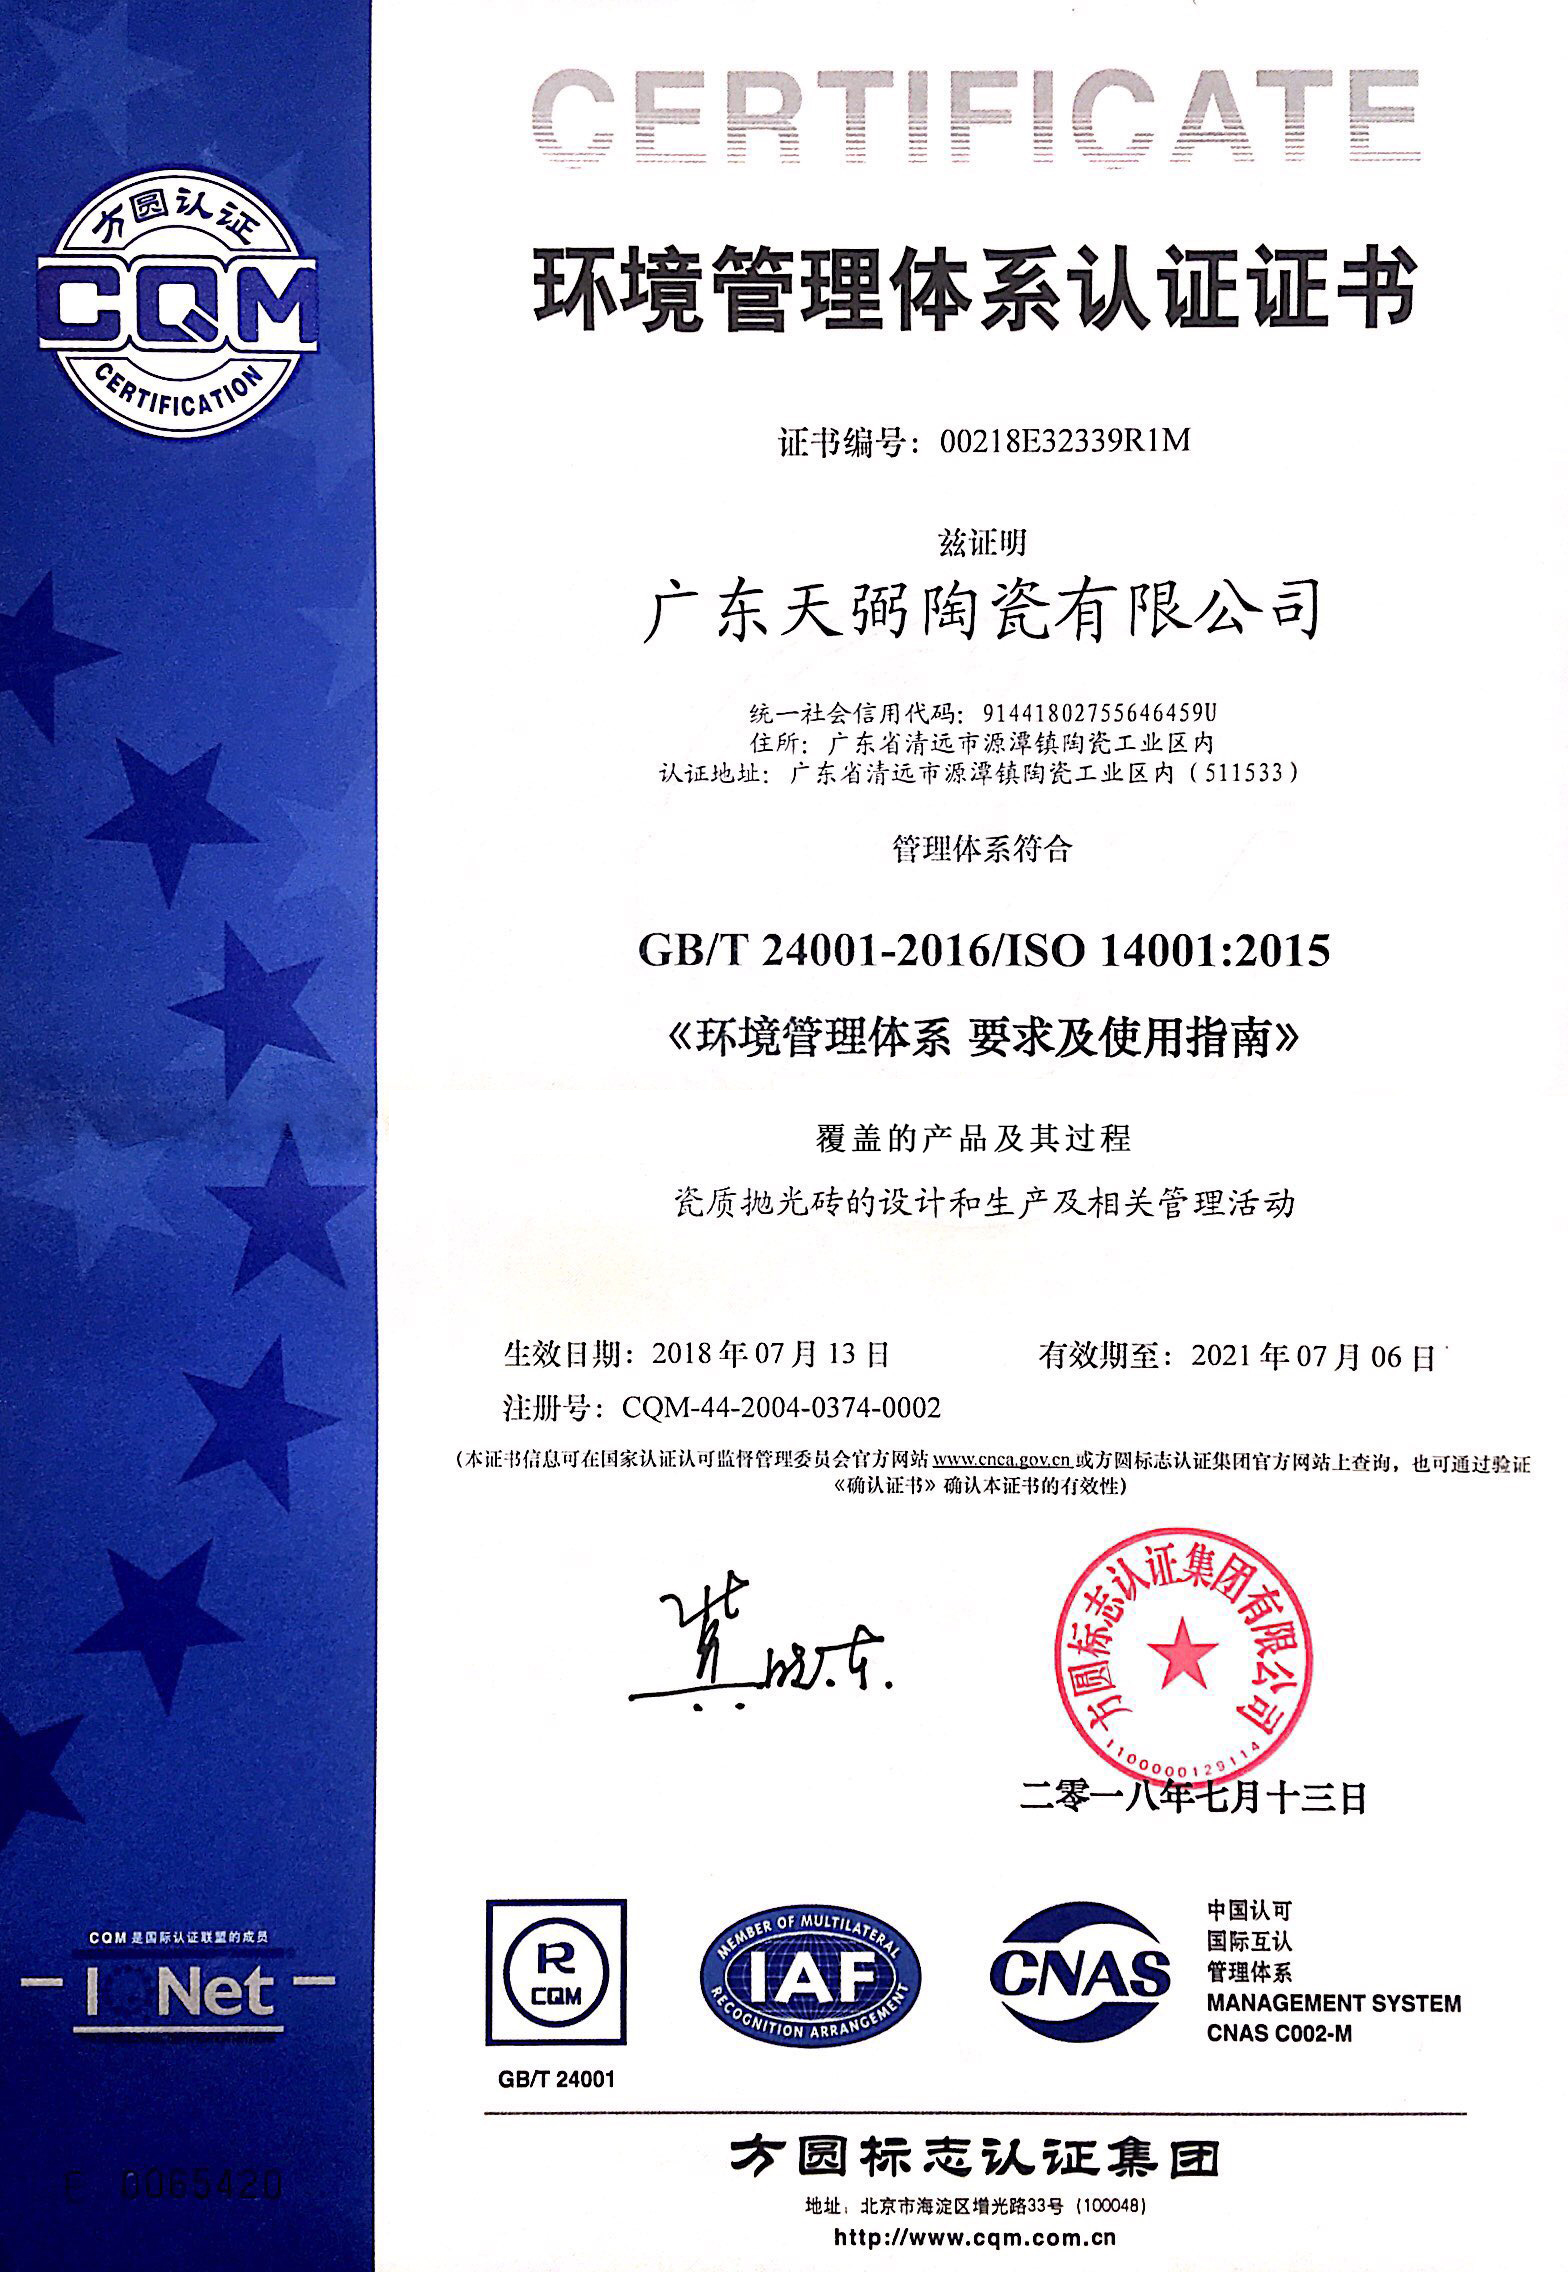 CERTIFICATE
方圆认证
CQM
CERTIFICATION
环境管理体系认证证书
证书编号：00218E32339R1M
兹证明
广东天弼陶瓷有限公司
统一社会信用代码：91441802755646459U
住所：广东省清远市源潭镇陶瓷工业区内
认证地址：广东省清远市源潭镇陶瓷工业区内（511533）
管理体系符合
GB/T 24001-2016/ISO 14001:2015
《环境管理体系 要求及使用指南》
覆盖的产品及其过程
瓷质抛光砖的设计和生产及相关管理活动
生效日期：2018年07月13日 有效期至：2021年07月06日
注册号：CQM-44-2004-0374-0002
(本证书信息可在国家认证认可监督管理委员会官方网站 www.cnca.gov.cn 或方圆标志认证集团官方网站上查询，也可通过验证
《确认证书》确认本证书的有效性)
方圆标志认证集团有限公司
1100000129114
二零一八年七月十三日
CQM 是国际认证联盟的成员
IQNet
R
CQM
GB/T 24001
MEMBER OF MULTILATERAL
IAF
RECOGNITION ARRANGEMENT
CNAS
中国认可
国际互认
管理体系
MANAGEMENT SYSTEM
CNAS C002-M
E 0065420
方圆标志认证集团
地址：北京市海淀区增光路33号（100048）
http://www.cqm.com.cn